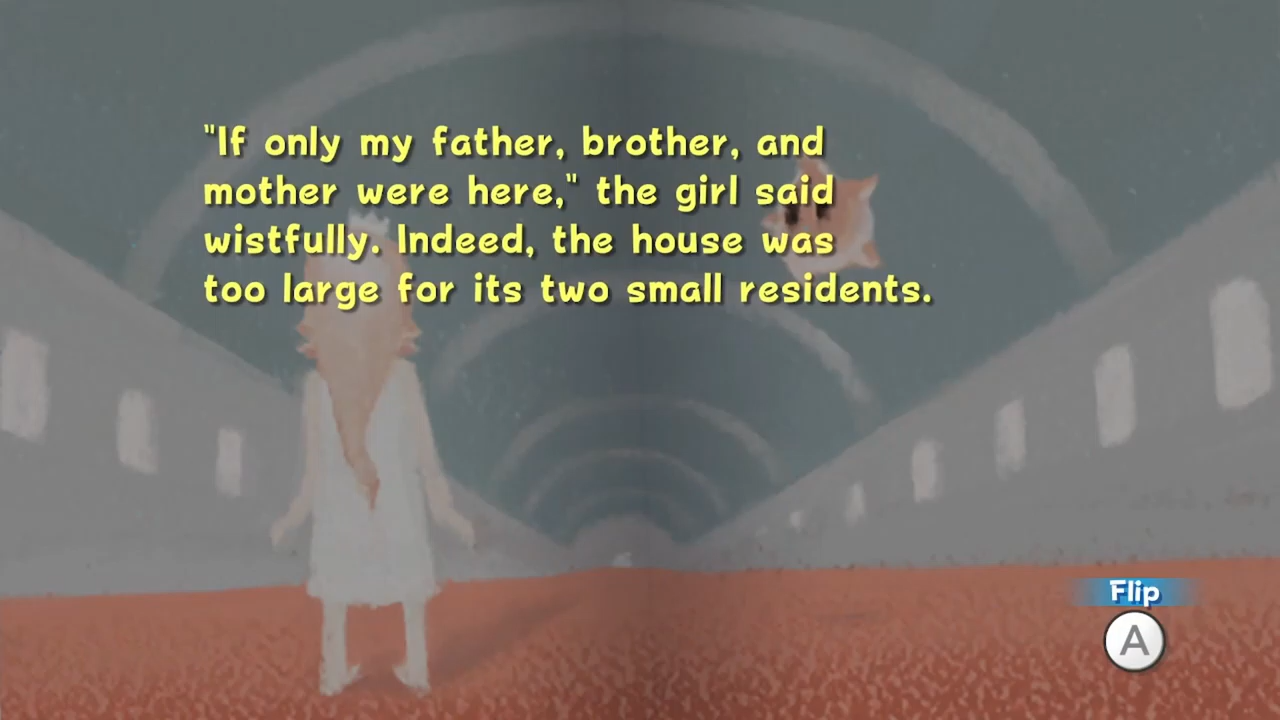 "If only my father, brother, and
mother were here," the girl said
wistfully. Indeed, the house was
too large for its two small residents.
Flip
A